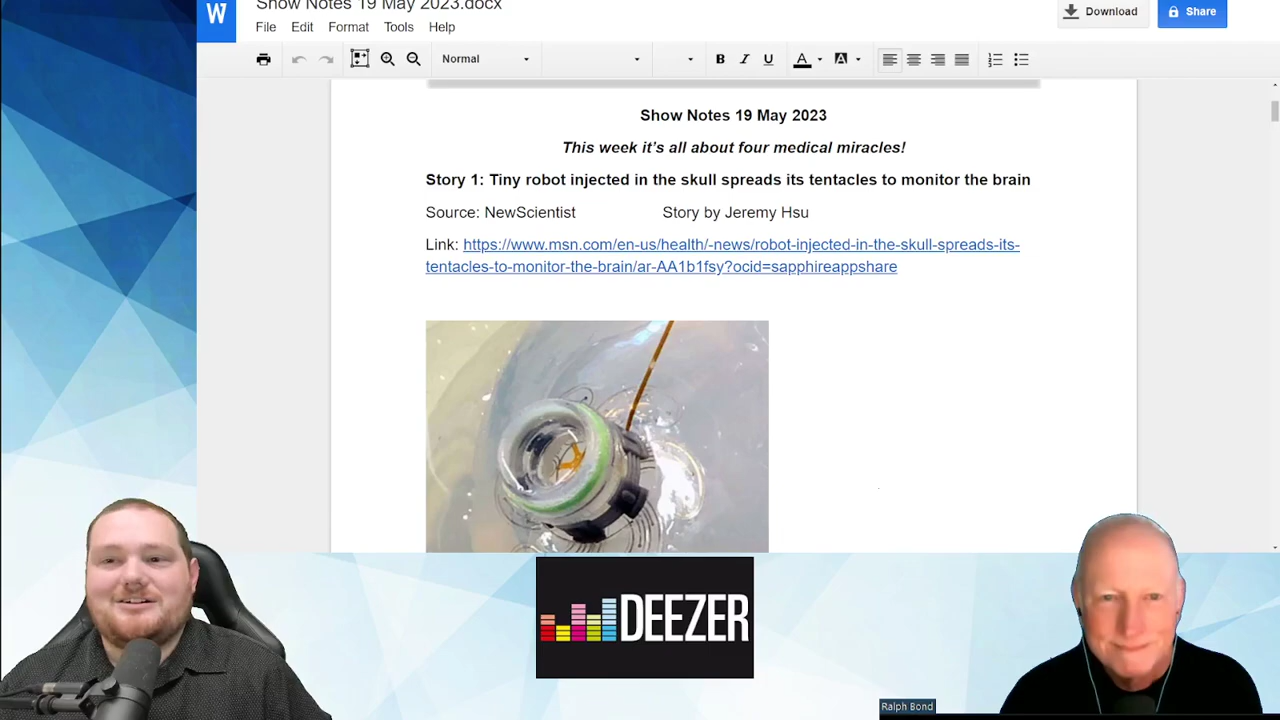 Show Notes 19 May 2023.docx
File Edit Format Tools Help
Download
Share
W
Normal
B I U A A
Show Notes 19 May 2023
This week it's all about four medical miracles!
Story 1: Tiny robot injected in the skull spreads its tentacles to monitor the brain
Source: NewScientist Story by Jeremy Hsu
Link: https://www.msn.com/en-us/health/-news/robot-injected-in-the-skull-spreads-its-
tentacles-to-monitor-the-brain/ar-AA1b1fsy?ocid=sapphireappshare
DEEZER
Ralph Bond